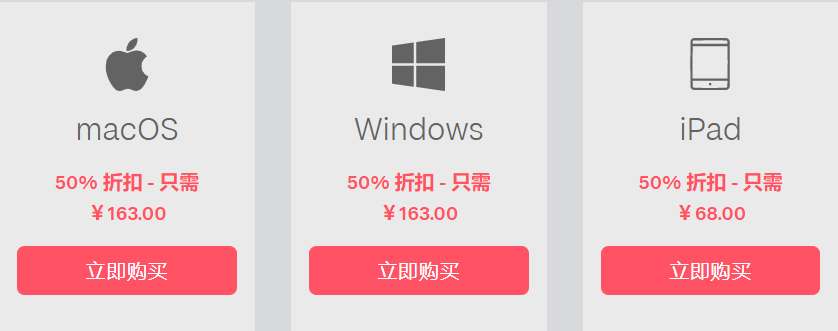 macOS
50% 折扣 - 只需
￥163.00
立即购买
Windows
50% 折扣 - 只需
￥163.00
立即购买
iPad
50% 折扣 - 只需
￥68.00
立即购买